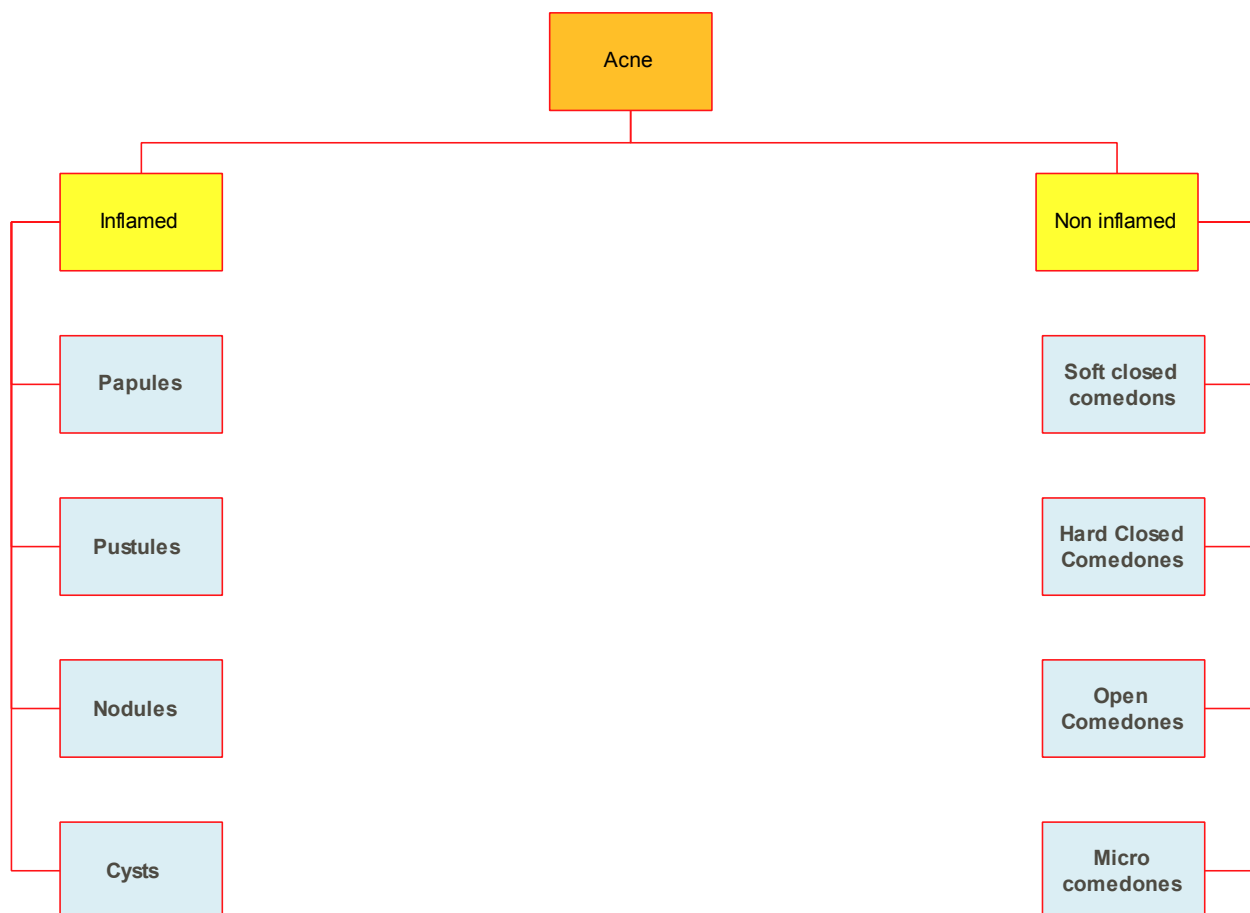 Acne
Inflamed
Non inflamed
Papules
Soft closed
comedons
Pustules
Hard Closed
Comedones
Nodules
Open
Comedones
Cysts
Micro
comedones